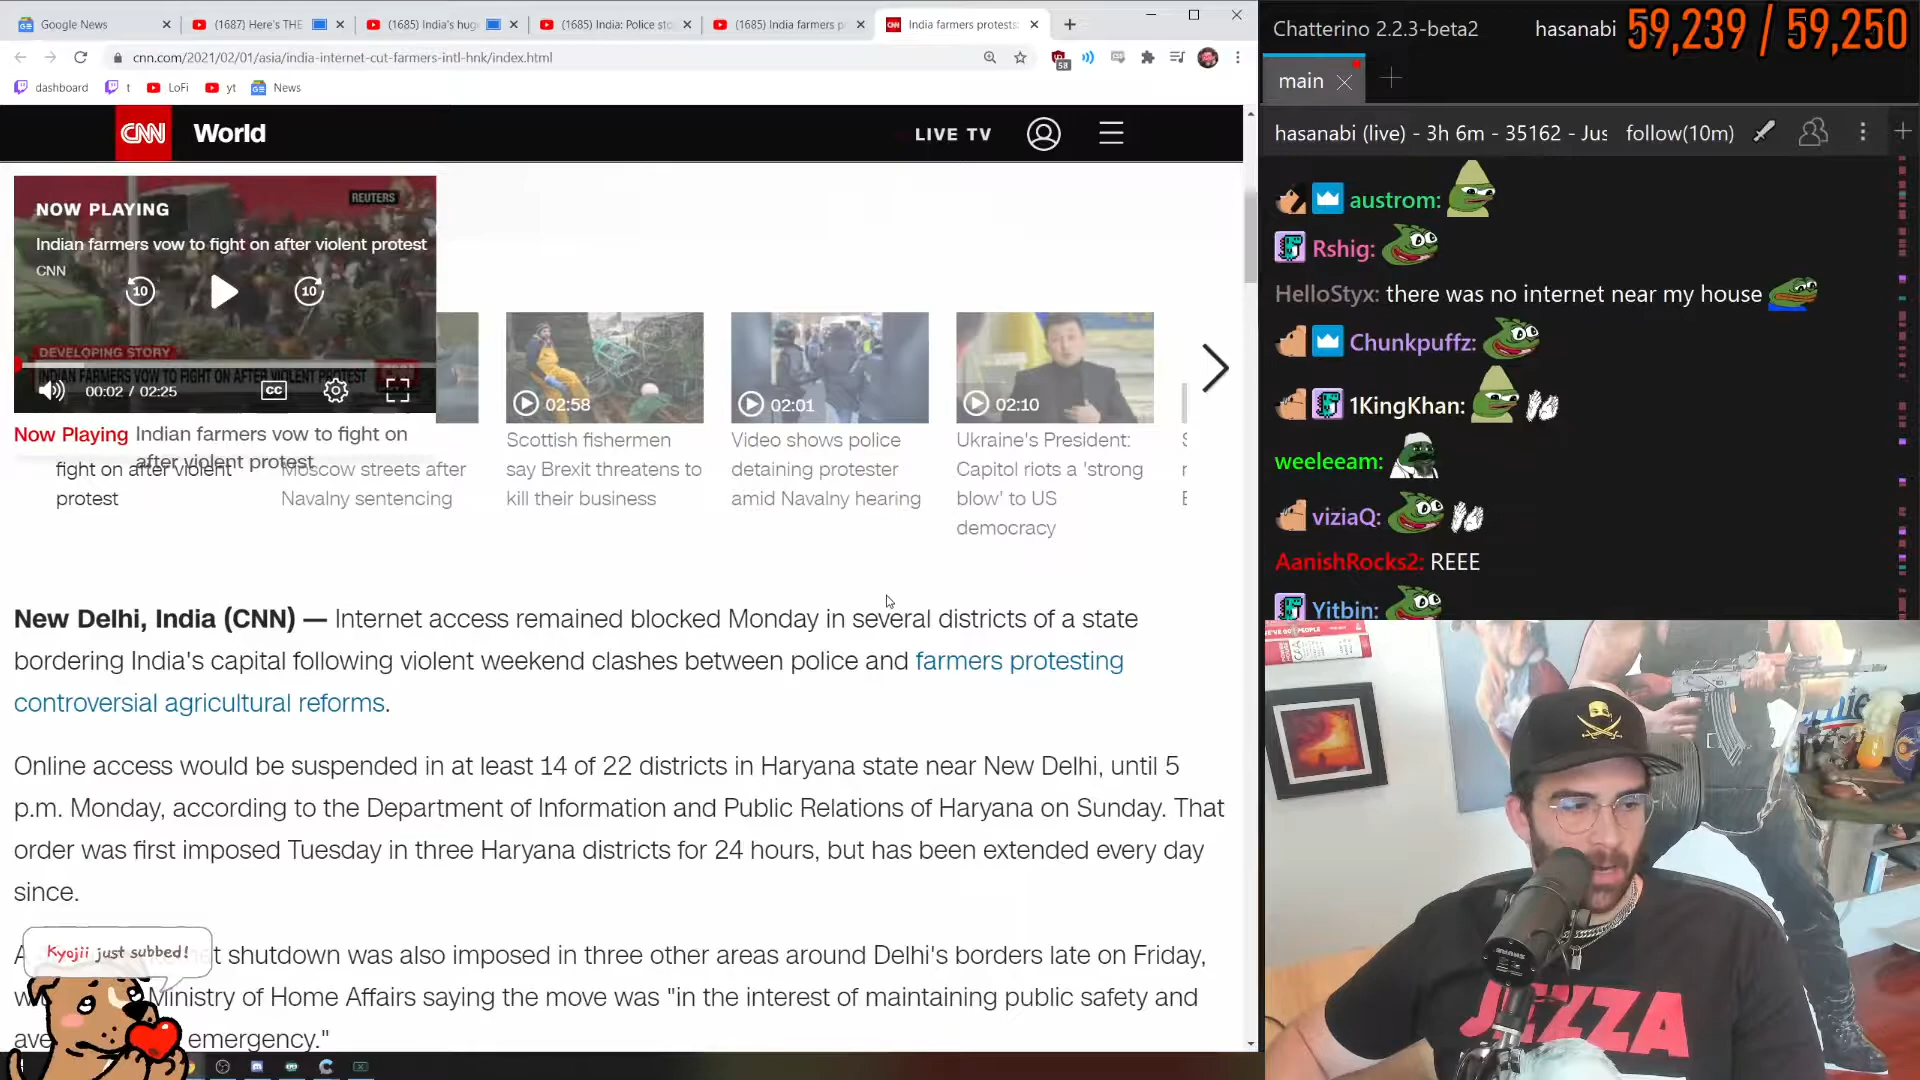 Google News
(1687) Here's THE
(1685) India's hug
(1685) India: Police sto
(1685) India farmers p
India farmers protests:
cnn.com/2021/02/01/asia/india-internet-cut-farmers-intl-hnk/index.html
58
dashboard
t
LoFi
yt
News
CNN World
LIVE TV
NOW PLAYING
REUTERS
Indian farmers vow to fight on after violent protest
CNN
10
10
DEVELOPING STORY
INDIAN FARMERS VOW TO FIGHT ON AFTER VIOLENT PROTEST
00:02 / 02:25
CC
Now Playing Indian farmers vow to fight on
after violent protest
fight on after violent
protest
Moscow streets after
Navalny sentencing
02:58
Scottish fishermen
say Brexit threatens to
kill their business
02:01
Video shows police
detaining protester
amid Navalny hearing
02:10
Ukraine's President:
Capitol riots a 'strong
blow' to US
democracy
New Delhi, India (CNN) — Internet access remained blocked Monday in several districts of a state
bordering India's capital following violent weekend clashes between police and farmers protesting
controversial agricultural reforms.
Online access would be suspended in at least 14 of 22 districts in Haryana state near New Delhi, until 5
p.m. Monday, according to the Department of Information and Public Relations of Haryana on Sunday. That
order was first imposed Tuesday in three Haryana districts for 24 hours, but has been extended every day
since.
shutdown was also imposed in three other areas around Delhi's borders late on Friday,
Ministry of Home Affairs saying the move was "in the interest of maintaining public safety and
emergency."
Kyojii just subbed!
Chatterino 2.2.3-beta2
hasanabi
59,239 / 59,250
main
hasanabi (live) - 3h 6m - 35162 - Jus
follow(10m)
austrom:
Rshig:
HelloStyx: there was no internet near my house
Chunkpuffz:
1KingKhan:
weeleeam:
viziaQ:
AanishRocks2: REEE
Yitbin:
JEZZA